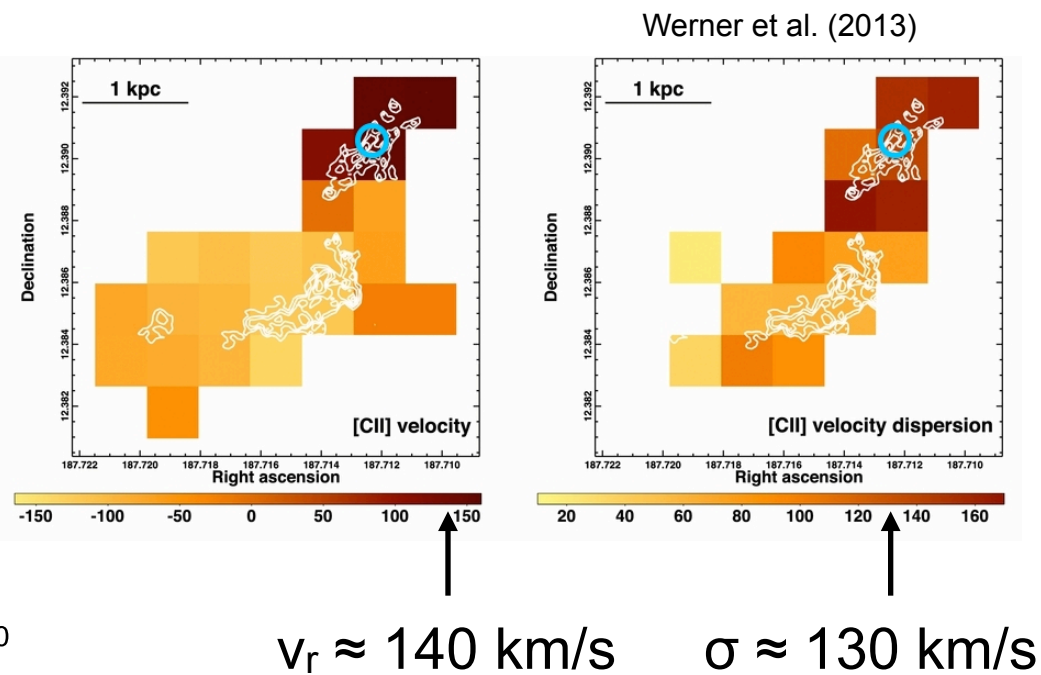 Werner et al. (2013)
1 kpc
12.392
12.390
12.388
12.386
12.384
12.382
Declination
[CII] velocity
187.722 187.720 187.718 187.716 187.714 187.712 187.710
Right ascension
-150 -100 -50 0 50 100 150
1 kpc
12.392
12.390
12.388
12.386
12.384
12.382
Declination
[CII] velocity dispersion
187.722 187.720 187.718 187.716 187.714 187.712 187.710
Right ascension
20 40 60 80 100 120 140 160
0
vr ≈ 140 km/s
σ ≈ 130 km/s